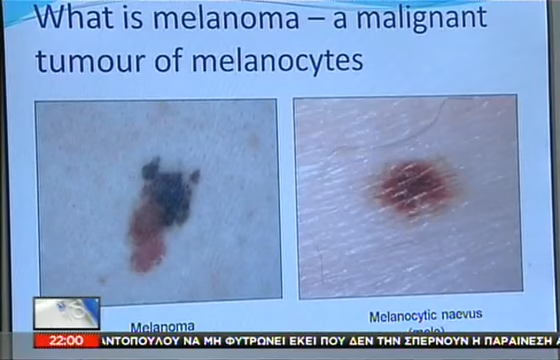 What is melanoma – a malignant
tumour of melanocytes
Melanoma
Melanocytic naevus
(mole)
22:00
ΑΝΤΟΠΟΥΛΟΥ ΝΑ ΜΗ ΦΥΤΡΩΝΕΙ ΕΚΕΙ ΠΟΥ ΔΕΝ ΤΗΝ ΣΠΕΡΝΟΥΝ Η ΠΑΡΑΙΝΕΣΗ